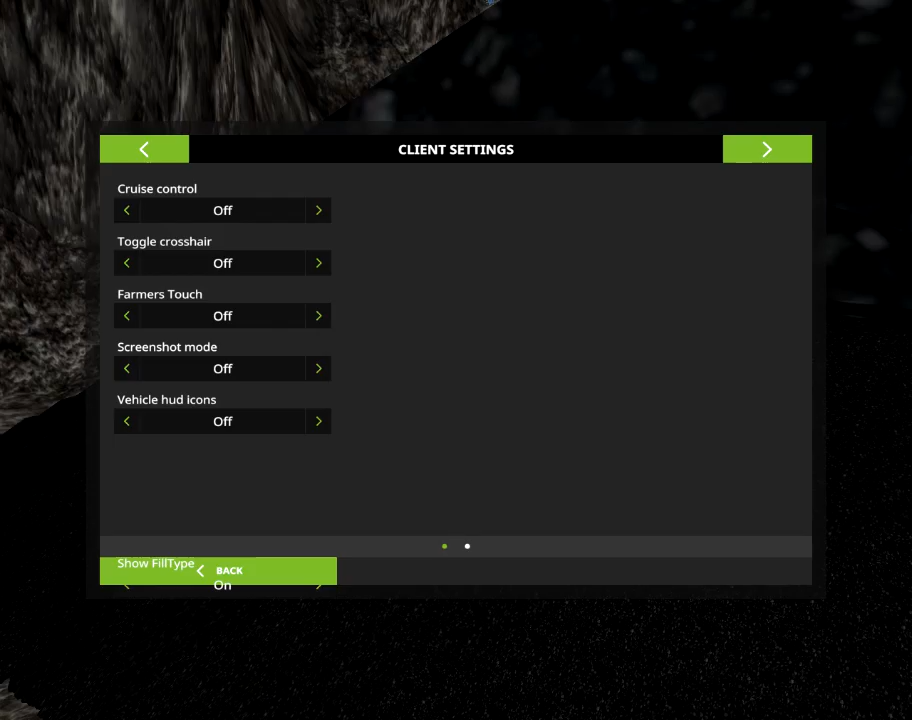 CLIENT SETTINGS
Cruise control
Off
Toggle crosshair
Off
Farmers Touch
Off
Screenshot mode
Off
Vehicle hud icons
Off
Show FillType
BACK
On